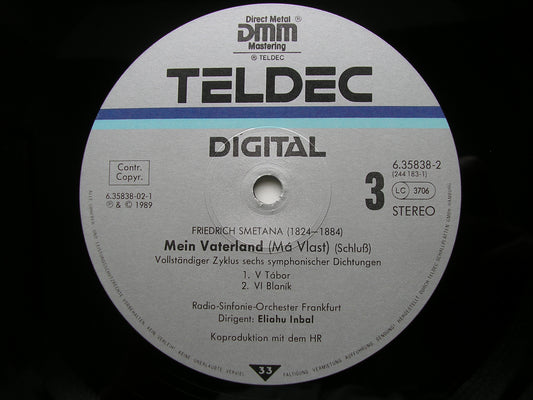 Direct Metal ®
DMM
Mastering
® TELDEC
TELDEC
DIGITAL
Contr.
Copyr.
6.35838-02-1
Ⓟ & © 1989
3
6.35838-2
(244 183-1)
LC 3706
STEREO
FRIEDRICH SMETANA (1824–1884)
Mein Vaterland (Má Vlast) (Schluß)
Vollständiger Zyklus sechs symphonischer Dichtungen
1. V Tábor
2. VI Blaník
Radio-Sinfonie-Orchester Frankfurt
Dirigent: Eliahu Inbal
Koproduktion mit dem HR
33